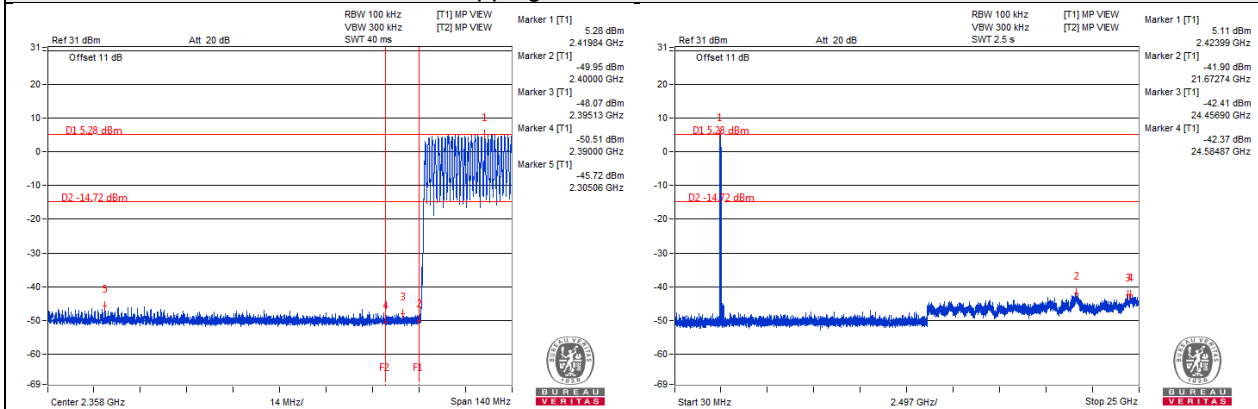 RBW 100 kHz [T1] MP VIEW
VBW 300 kHz [T2] MP VIEW
Ref 31 dBm Att 20 dB SWT 40 ms
Offset 11 dB
31
20
10
0
-10
-20
-30
-40
-50
-60
-69
D1 5.28 dBm
D2 -14.72 dBm
1
5
4
3
2
F2 F1
Center 2.358 GHz 14 MHz/ Span 140 MHz
Marker 1 [T1]
5.28 dBm
2.41984 GHz
Marker 2 [T1]
-49.95 dBm
2.40000 GHz
Marker 3 [T1]
-48.07 dBm
2.39513 GHz
Marker 4 [T1]
-50.51 dBm
2.39000 GHz
Marker 5 [T1]
-45.72 dBm
2.30506 GHz
BUREAU VERITAS
1828
BUREAU
VERITAS
RBW 100 kHz [T1] MP VIEW
VBW 300 kHz [T2] MP VIEW
Ref 31 dBm Att 20 dB SWT 2.5 s
Offset 11 dB
31
20
10
0
-10
-20
-30
-40
-50
-60
-69
D1 5.28 dBm
D2 -14.72 dBm
1
2
3
4
Start 30 MHz 2.497 GHz/ Stop 25 GHz
Marker 1 [T1]
5.11 dBm
2.42399 GHz
Marker 2 [T1]
-41.90 dBm
21.67274 GHz
Marker 3 [T1]
-42.41 dBm
24.45690 GHz
Marker 4 [T1]
-42.37 dBm
24.58487 GHz
BUREAU VERITAS
1828
BUREAU
VERITAS